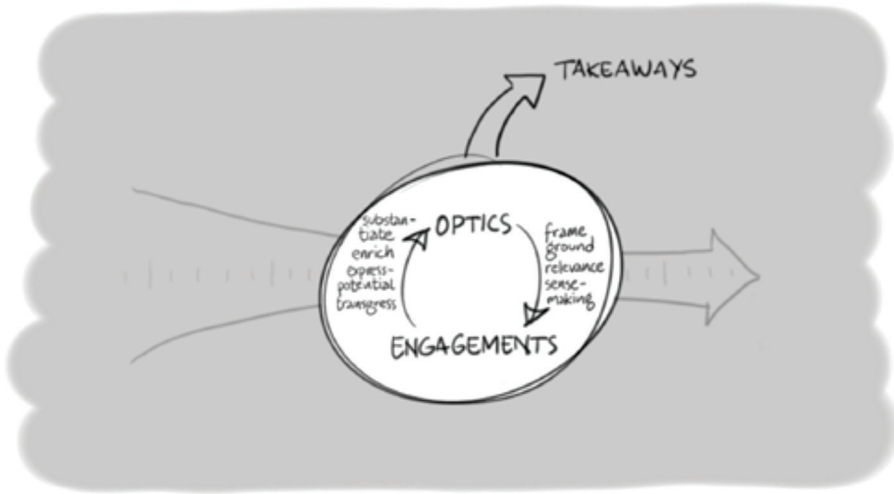 TAKEAWAYS
OPTICS
substan-
tiate
enrich
express-
potential
transgress
frame
ground
relevance
sense-
making
ENGAGEMENTS